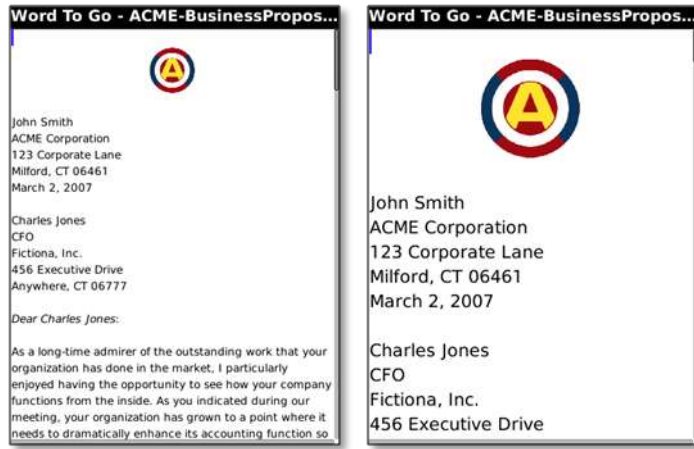 Word To Go - ACME-BusinessPropos...
A
John Smith
ACME Corporation
123 Corporate Lane
Milford, CT 06461
March 2, 2007
Charles Jones
CFO
Fictiona, Inc.
456 Executive Drive
Anywhere, CT 06777
Dear Charles Jones:
As a long-time admirer of the outstanding work that your
organization has done in the market, I particularly
enjoyed having the opportunity to see how your company
functions from the inside. As you indicated during our
meeting, your organization has grown to a point where it
needs to dramatically enhance its accounting function so
Word To Go - ACME-BusinessPropos...
A
John Smith
ACME Corporation
123 Corporate Lane
Milford, CT 06461
March 2, 2007
Charles Jones
CFO
Fictiona, Inc.
456 Executive Drive